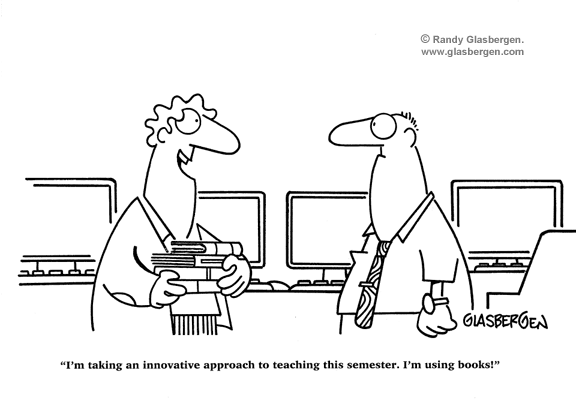 © Randy Glasbergen.
www.glasbergen.com
GLASBERGEN
“I’m taking an innovative approach to teaching this semester. I’m using books!”